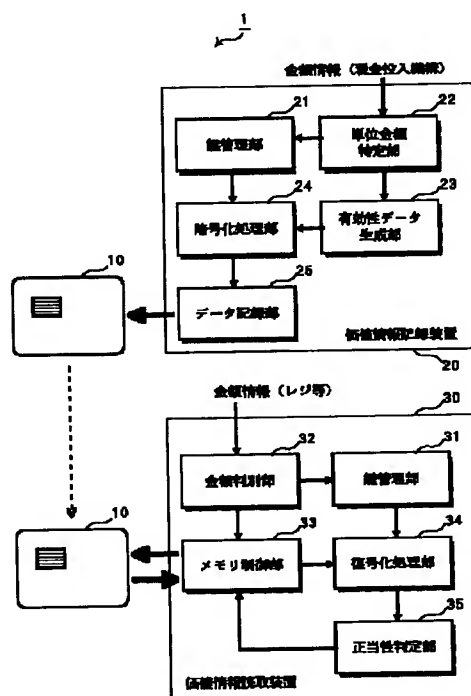 1
金額情報(現金投入機構)
21
22
鍵管理部
単位金額
特定部
24
23
暗号化処理部
有効性データ
生成部
10
25
データ記録部
価値情報記録装置
20
金額情報(レジ等)
30
32
31
金額判別部
鍵管理部
10
33
34
メモリ制御部
復号化処理部
35
正当性判定部
価値情報読取装置